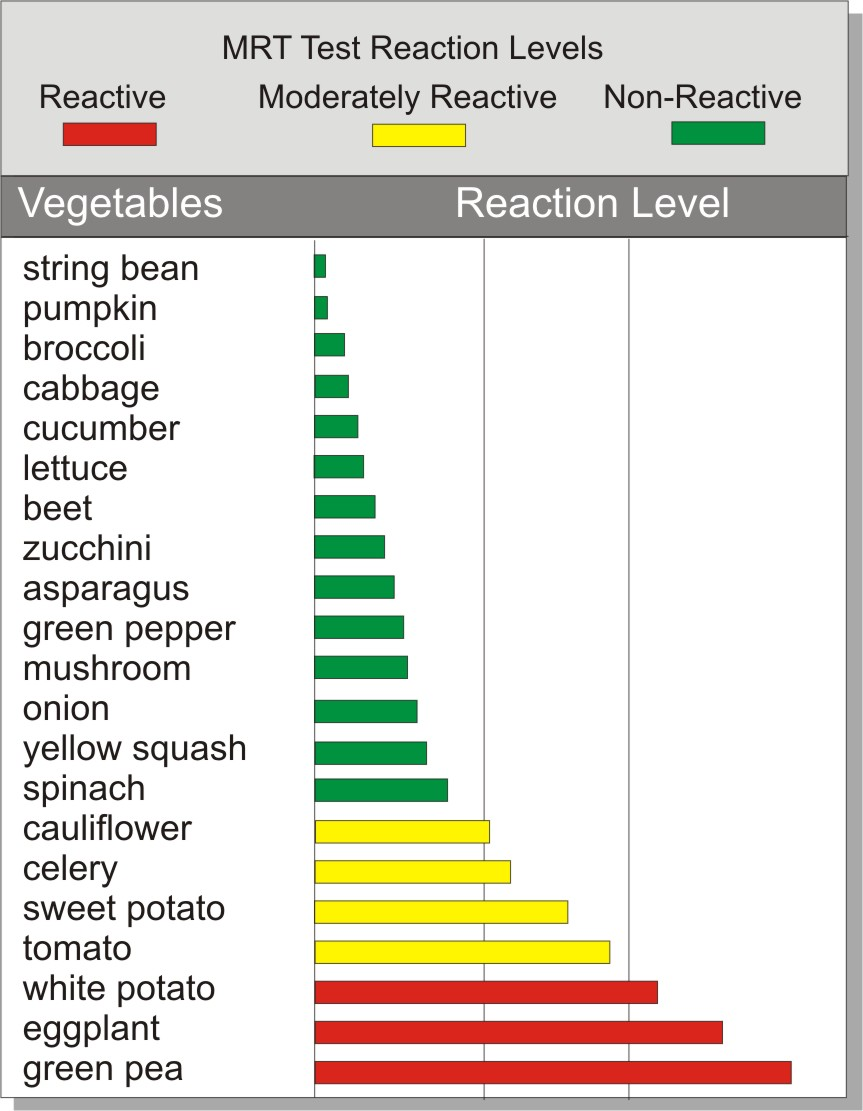 MRT Test Reaction Levels
Reactive Moderately Reactive Non-Reactive
Vegetables Reaction Level
string bean
pumpkin
broccoli
cabbage
cucumber
lettuce
beet
zucchini
asparagus
green pepper
mushroom
onion
yellow squash
spinach
cauliflower
celery
sweet potato
tomato
white potato
eggplant
green pea